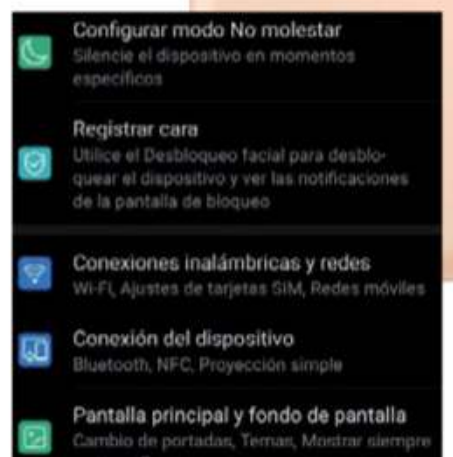 Configurar modo No molestar
Silencie el dispositivo en momentos
específicos
Registrar cara
Utilice el Desbloqueo facial para desblo-
quear el dispositivo y ver las notificaciones
de la pantalla de bloqueo
Conexiones inalámbricas y redes
Wi-Fi, Ajustes de tarjetas SIM, Redes móviles
Conexión del dispositivo
Bluetooth, NFC, Proyección simple
Pantalla principal y fondo de pantalla
Cambio de portadas, Temas, Mostrar siempre